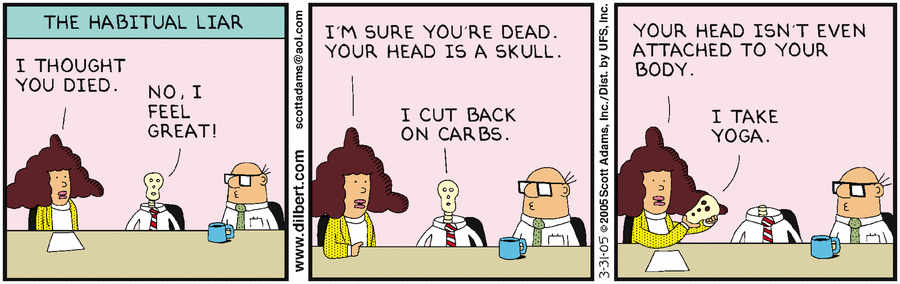 THE HABITUAL LIAR
I THOUGHT
YOU DIED.
NO, I
FEEL
GREAT!
www.dilbert.com scottadams@aol.com
I'M SURE YOU'RE DEAD.
YOUR HEAD IS A SKULL.
I CUT BACK
ON CARBS.
3-31-05 ©2005 Scott Adams, Inc./Dist. by UFS, Inc.
YOUR HEAD ISN'T EVEN
ATTACHED TO YOUR
BODY.
I TAKE
YOGA.